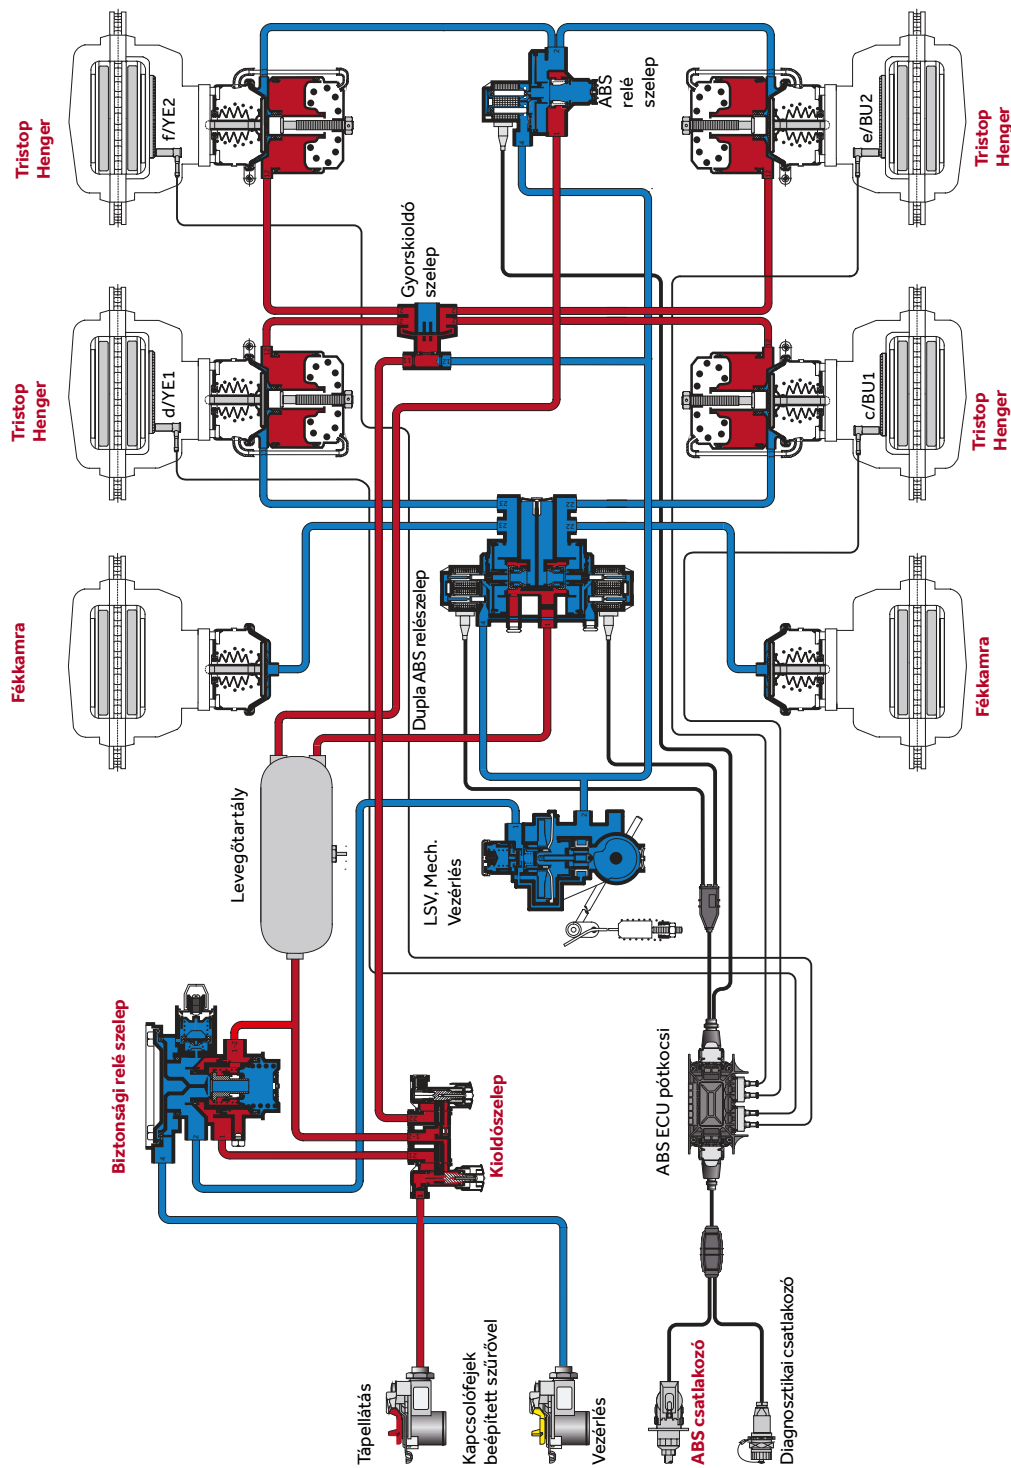 Tristop
Henger
f/YE2
ABS
relé
szelep
e/BU2
Tristop
Henger
Gyorskioldó
szelep
Tristop
Henger
d/YE1
c/BU1
Tristop
Henger
Fékkamra
Dupla ABS relészelep
Fékkamra
Levegőtartály
LSV, Mech.
Vezérlés
Biztonsági relé szelep
Kioldószelep
ABS ECU pótkocsi
Tápellátás
Kapcsolófejek
beépített szűrővel
Vezérlés
ABS csatlakozó
Diagnosztikai csatlakozó